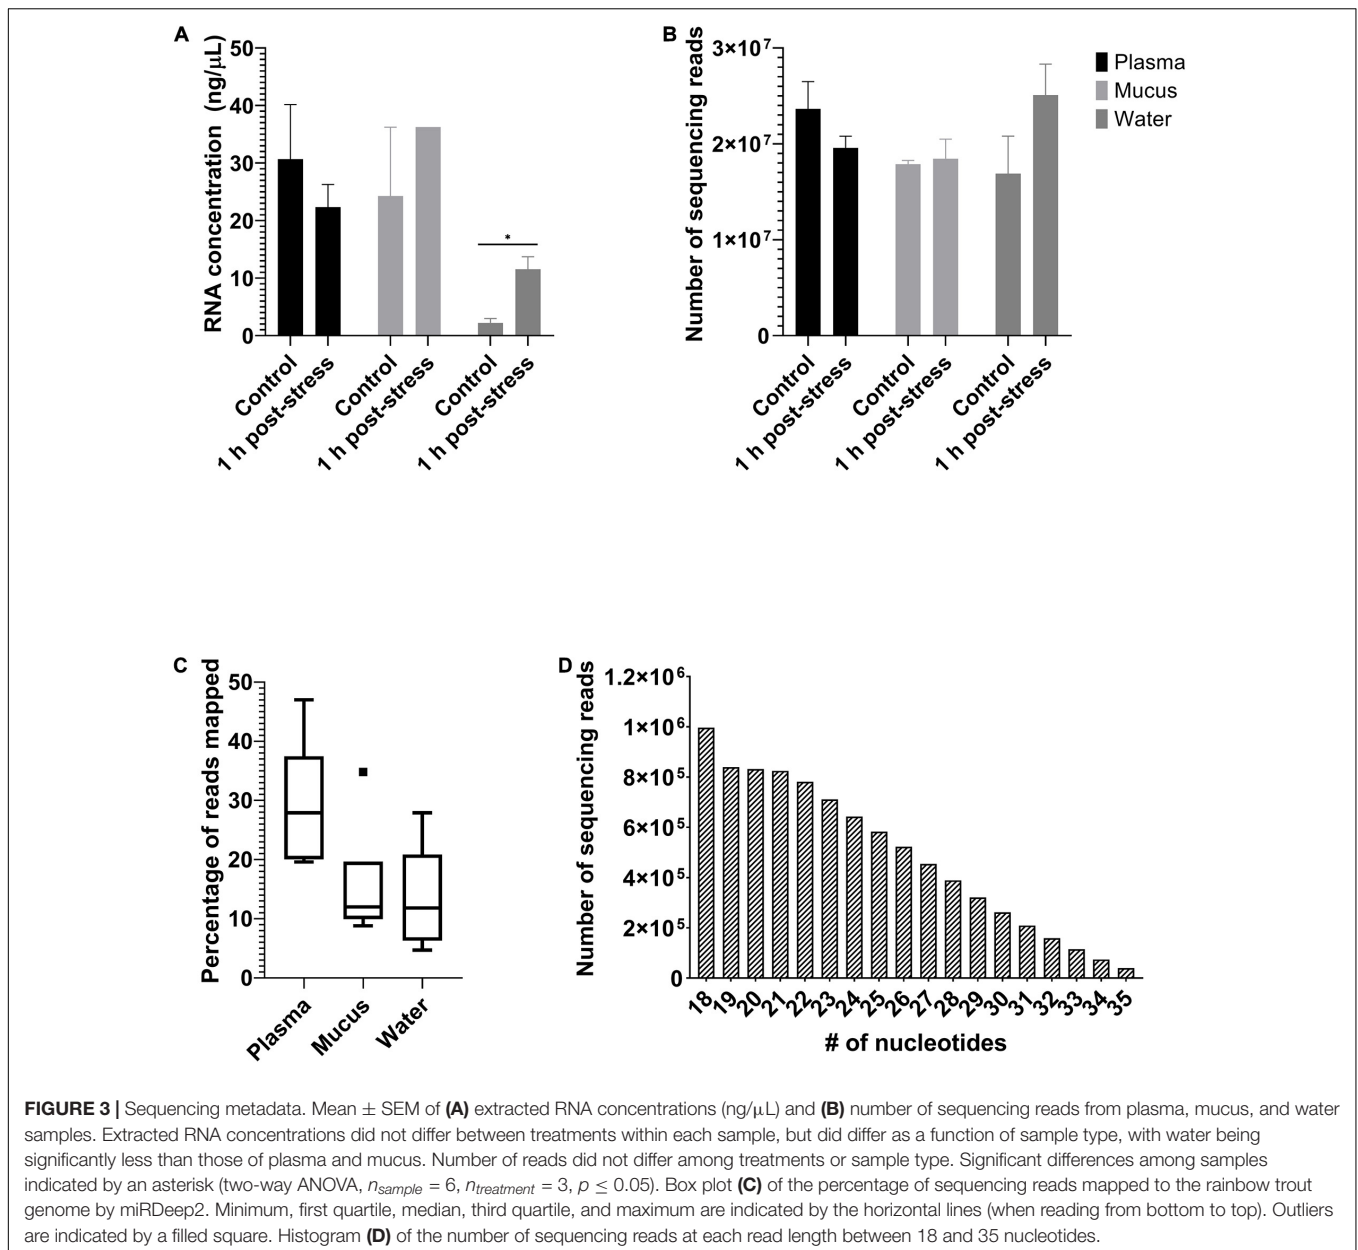 A
RNA concentration (ng/µL)
50
40
30
20
10
0
*
Control
1 h post-stress
Control
1 h post-stress
Control
1 h post-stress
B
Number of sequencing reads
3×10⁷
2×10⁷
1×10⁷
0
Control
1 h post-stress
Control
1 h post-stress
Control
1 h post-stress
Plasma
Mucus
Water
C
Percentage of reads mapped
50
40
30
20
10
0
Plasma
Mucus
Water
D
Number of sequencing reads
1.2×10⁶
1×10⁶
8×10⁵
6×10⁵
4×10⁵
2×10⁵
0
18 19 20 21 22 23 24 25 26 27 28 29 30 31 32 33 34 35
# of nucleotides
FIGURE 3 | Sequencing metadata. Mean ± SEM of (A) extracted RNA concentrations (ng/µL) and (B) number of sequencing reads from plasma, mucus, and water
samples. Extracted RNA concentrations did not differ between treatments within each sample, but did differ as a function of sample type, with water being
significantly less than those of plasma and mucus. Number of reads did not differ among treatments or sample type. Significant differences among samples
indicated by an asterisk (two-way ANOVA, nsample = 6, ntreatment = 3, p ≤ 0.05). Box plot (C) of the percentage of sequencing reads mapped to the rainbow trout
genome by miRDeep2. Minimum, first quartile, median, third quartile, and maximum are indicated by the horizontal lines (when reading from bottom to top). Outliers
are indicated by a filled square. Histogram (D) of the number of sequencing reads at each read length between 18 and 35 nucleotides.